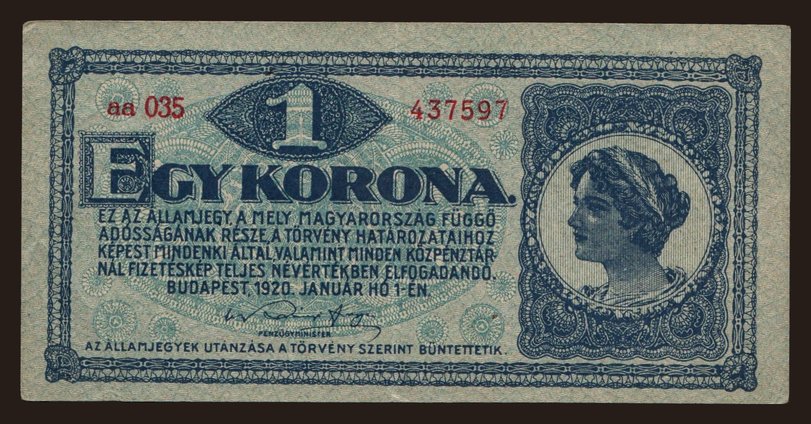 aa 035 437597
1
EGY KORONA.
EZ AZ ÁLLAMJEGY, A MELY MAGYARORSZÁG FÜGGŐ
ADÓSSÁGÁNAK RÉSZE, A TÖRVÉNY HATÁROZATAIHOZ
KÉPEST MINDENKI ÁLTAL, VALAMINT MINDEN KÖZPÉNZTÁR-
NÁL FIZETÉSKÉP TELJES NÉVÉRTÉKBEN ELFOGADANDÓ.
BUDAPEST, 1920. JANUÁR HÓ 1-ÉN.
PÉNZÜGYMINISTER
AZ ÁLLAMJEGYEK UTÁNZÁSA A TÖRVÉNY SZERINT BÜNTETTETIK.